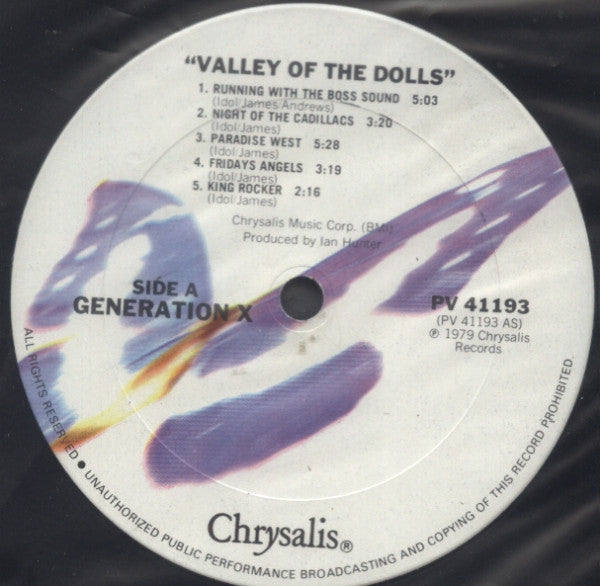 "VALLEY OF THE DOLLS"
1. RUNNING WITH THE BOSS SOUND 5:03
(Idol/James/Andrews)
2. NIGHT OF THE CADILLACS 3:20
(Idol/James)
3. PARADISE WEST 5:28
(Idol/James)
4. FRIDAYS ANGELS 3:19
(Idol/James)
5. KING ROCKER 2:16
(Idol/James)
Chrysalis Music Corp. (BMI)
Produced by Ian Hunter
SIDE A
GENERATION X
PV 41193
(PV 41193 AS)
℗ 1979 Chrysalis
Records
Chrysalis®
ALL RIGHTS RESERVED ● UNAUTHORIZED PUBLIC PERFORMANCE BROADCASTING AND COPYING OF THIS RECORD PROHIBITED.